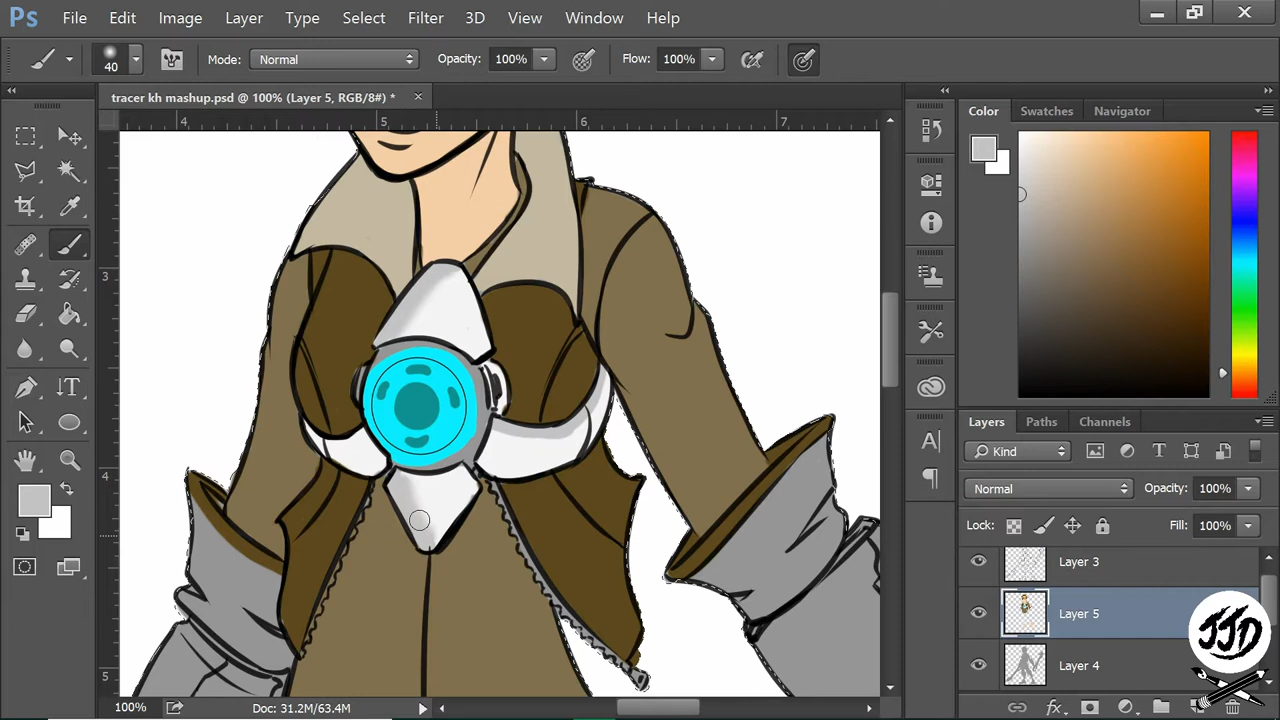 Ps File Edit Image Layer Type Select Filter 3D View Window Help
40 Mode: Normal Opacity: 100% Flow: 100%
tracer kh mashup.psd @ 100% (Layer 5, RGB/8#) *
4 5 6 7
3
4
5
Color Swatches Navigator
A
Layers Paths Channels
Kind
Normal Opacity: 100%
Lock: Fill: 100%
Layer 3
Layer 5
Layer 4
JJD
fx
100% Doc: 31.2M/63.4M